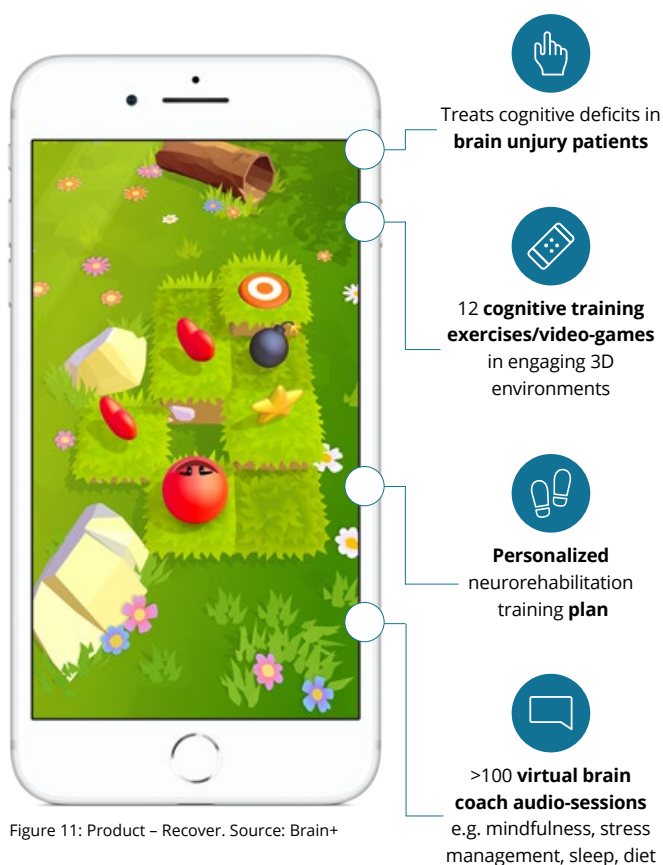 Treats cognitive deficits in
brain unjury patients
12 cognitive training
exercises/video-games
in engaging 3D
environments
Personalized
neurorehabilitation
training plan
>100 virtual brain
coach audio-sessions
e.g. mindfulness, stress
management, sleep, diet
Figure 11: Product – Recover. Source: Brain+